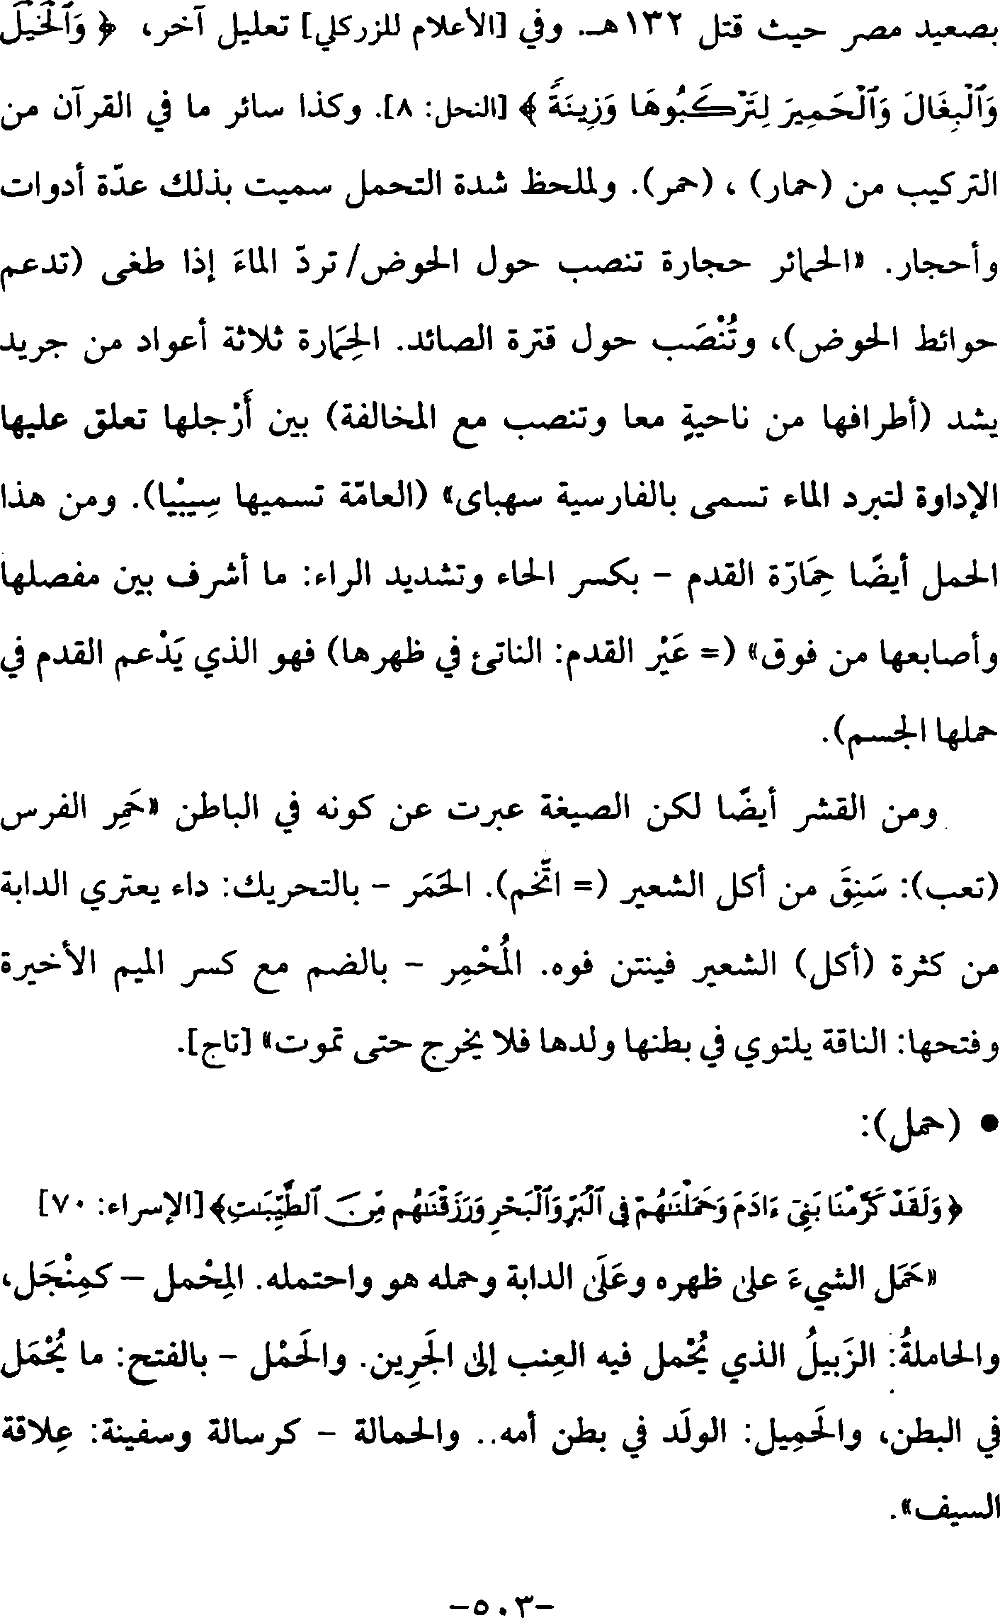 بصعيد مصر حيث قتل ١٣٢هـ. وفي [الأعلام للزركلي] تعليل آخر، ﴿ وَٱلْخَيْلَ
وَٱلْبِغَالَ وَٱلْحَمِيرَ لِتَرْكَبُوهَا وَزِينَةً ﴾ [النحل: ٨]. وكذا سائر ما في القرآن من
التركيب من (حمار) ، (حمر). ولملحظ شدة التحمل سميت بذلك عدّة أدوات
وأحجار. «الحمائر حجارة تنصب حول الحوض/ تردّ الماءَ إذا طغى (تدعم
حوائط الحوض)، وتُنْصَب حول قترة الصائد. الحِمَارة ثلاثة أعواد من جريد
يشد (أطرافها من ناحيةٍ معا وتنصب مع المخالفة) بين أَرْجلها تعلق عليها
الإداوة لتبرد الماء تسمى بالفارسية سهباى» (العامّة تسميها سِيبْيا). ومن هذا
الحمل أيضًا حِمَارّة القدم – بكسر الحاء وتشديد الراء: ما أشرف بين مفصلها
وأصابعها من فوق» (= عَيْر القدم: الناتئ في ظهرها) فهو الذي يَدْعم القدم في
حملها الجسم).
ومن القشر أيضًا لكن الصيغة عبرت عن كونه في الباطن «حَمِر الفرس
(تعب): سَنِقَ من أكل الشعير (= اتّخم). الحَمَر – بالتحريك: داء يعتري الدابة
من كثرة (أكل) الشعير فينتن فوه. المُحْمِر – بالضم مع كسر الميم الأخيرة
وفتحها: الناقة يلتوي في بطنها ولدها فلا يخرج حتى تموت» [تاج].
• (حمل):
﴿ وَلَقَدْ كَرَّمْنَا بَنِىٓ ءَادَمَ وَحَمَلْنَـٰهُمْ فِى ٱلْبَرِّ وَٱلْبَحْرِ وَرَزَقْنَـٰهُم مِّنَ ٱلطَّيِّبَـٰتِ﴾ [الإسراء: ٧٠]
«حَمَل الشيءَ على ظهره وعَلَى الدابة وحمله هو واحتمله. المِحْمل – كمِنْجَل،
والحاملةُ: الزَبيلُ الذي يُحْمل فيه العِنب إلى الجَرِين. والحَمْل – بالفتح: ما يُحْمَل
في البطن، والحَمِيل: الولَد في بطن أمه.. والحمالة – كرسالة وسفينة: عِلاقة
السيف».
-٥٠٣-